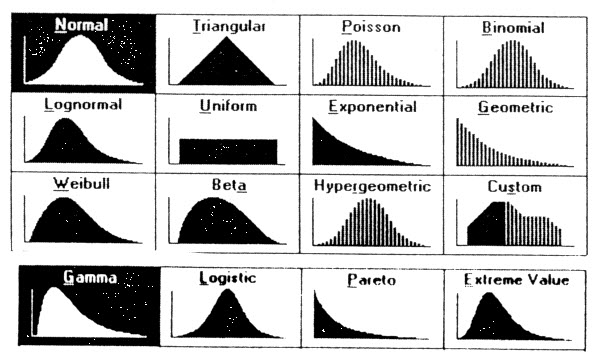 Normal
Triangular
Poisson
Binomial
Lognormal
Uniform
Exponential
Geometric
Weibull
Beta
Hypergeometric
Custom
Gamma
Logistic
Pareto
Extreme Value